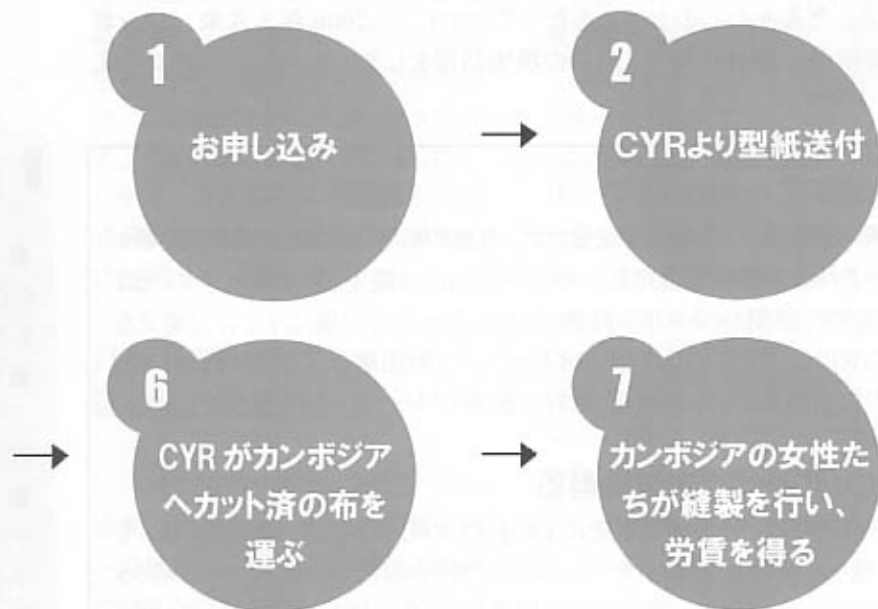 1
お申し込み
2
CYRより型紙送付
6
CYR がカンボジア
へカット済の布を
運ぶ
7
カンボジアの女性た
ちが縫製を行い、
労賃を得る